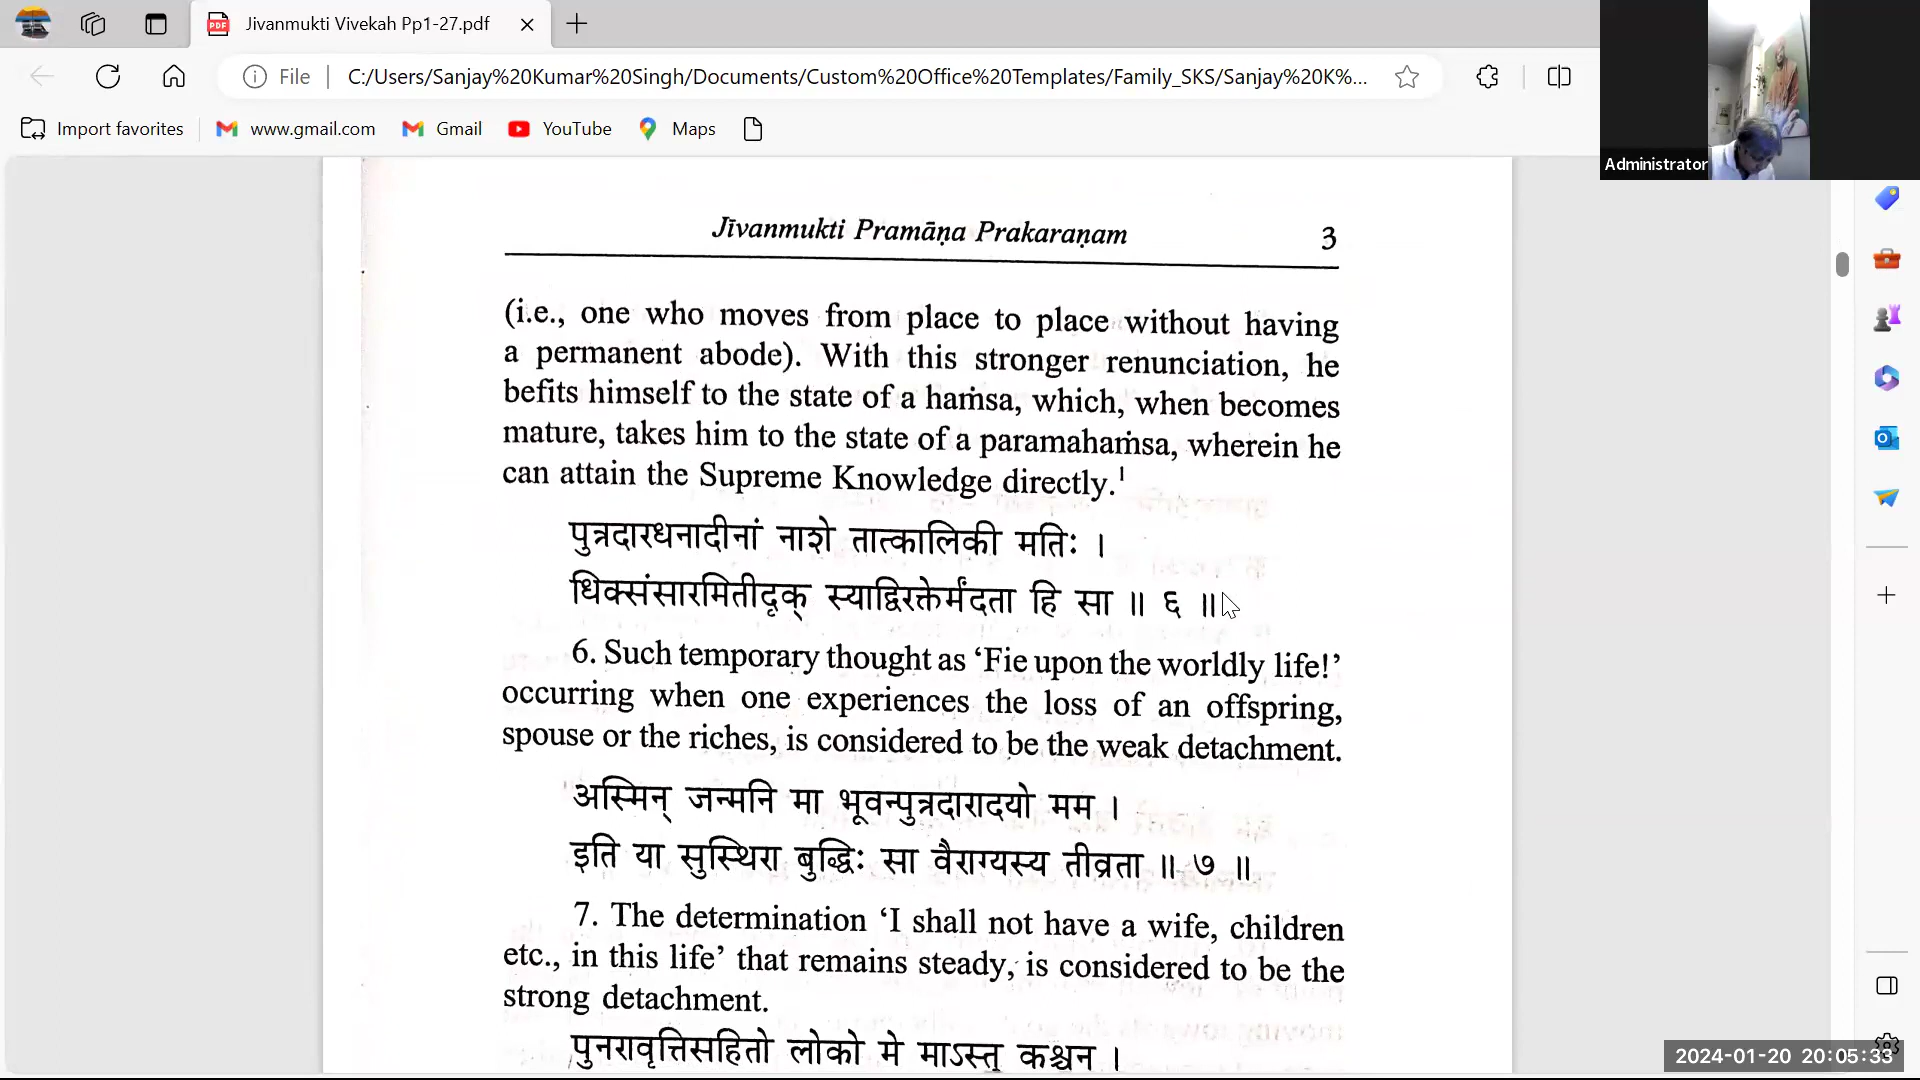 Jivanmukti Vivekah Pp1-27.pdf
File
C:/Users/Sanjay%20Kumar%20Singh/Documents/Custom%20Office%20Templates/Family_SKS/Sanjay%20K%...
Import favorites
www.gmail.com
Gmail
YouTube
Maps
Administrator
Jīvanmukti Pramāṇa Prakaraṇam 3
(i.e., one who moves from place to place without having
a permanent abode). With this stronger renunciation, he
befits himself to the state of a haṁsa, which, when becomes
mature, takes him to the state of a paramahaṁsa, wherein he
can attain the Supreme Knowledge directly.¹
पुत्रदारधनादीनां नाशे तात्कालिकी मतिः ।
धिक्संसारमितीदृक् स्याद्विरक्तेर्मंदता हि सा ॥ ६ ॥
6. Such temporary thought as ‘Fie upon the worldly life!’
occurring when one experiences the loss of an offspring,
spouse or the riches, is considered to be the weak detachment.
अस्मिन् जन्मनि मा भूवन्पुत्रदारादयो मम ।
इति या सुस्थिरा बुद्धिः सा वैराग्यस्य तीव्रता ॥ ७ ॥
7. The determination ‘I shall not have a wife, children
etc., in this life’ that remains steady, is considered to be the
strong detachment.
पुनरावृत्तिसहितो लोको मे माऽस्तु कश्चन ।
2024-01-20 20:05:33